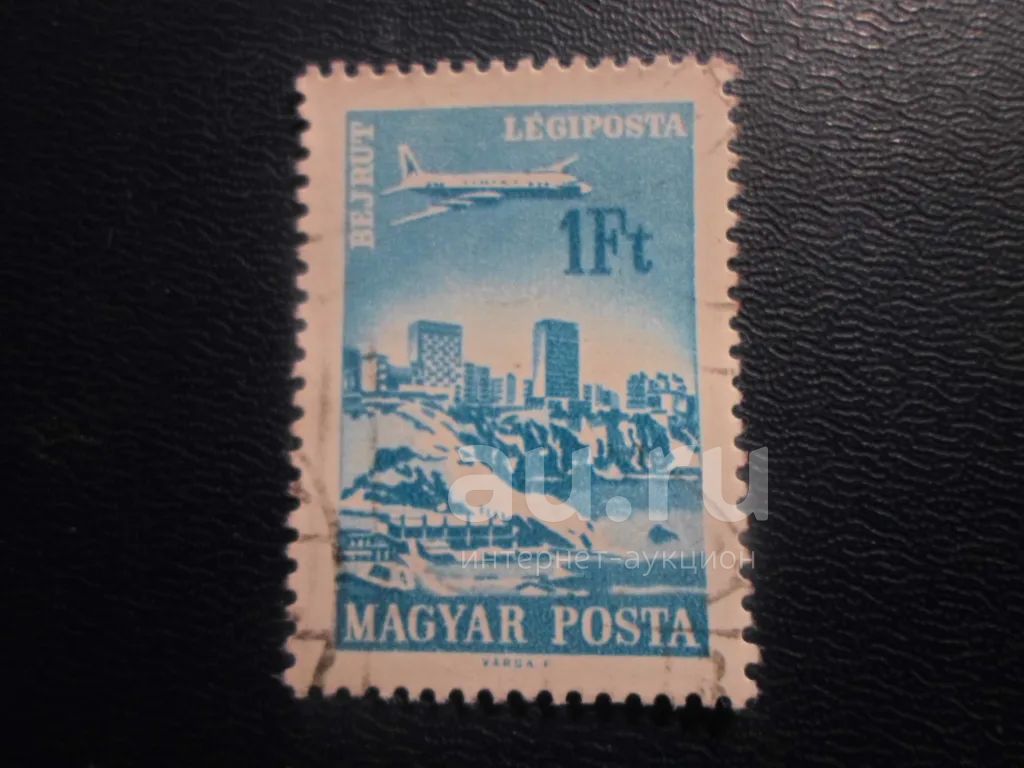 BEJRUT
LÉGIPOSTA
1Ft
au.ru
интернет-аукцион
MAGYAR POSTA
VARGA P.